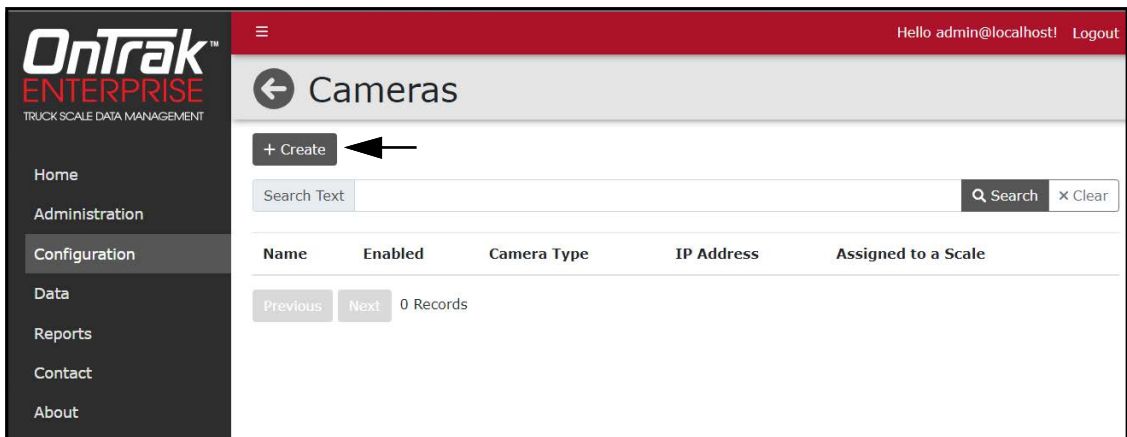 OnTrak™
ENTERPRISE
TRUCK SCALE DATA MANAGEMENT
Home
Administration
Configuration
Data
Reports
Contact
About
Hello admin@localhost! Logout
Cameras
+ Create
Search Text Search × Clear
Name Enabled Camera Type IP Address Assigned to a Scale
Previous Next 0 Records